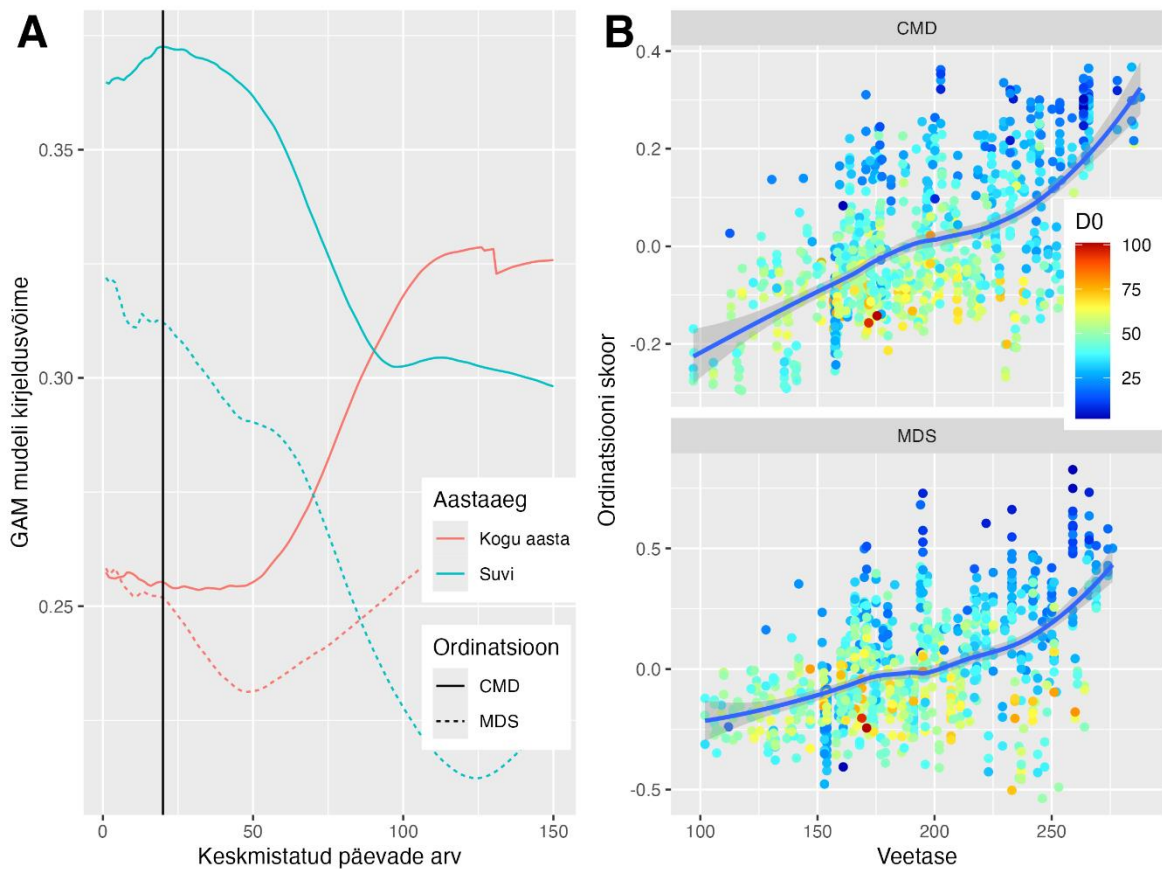 A
GAM mudeli kirjeldusvõime
0.35
0.30
0.25
0
50
100
150
Keskmistatud päevade arv
Aastaaeg
Kogu aasta
Suvi
Ordinatsioon
CMD
MDS
B
Ordinatsiooni skoor
CMD
0.4
0.2
0.0
-0.2
D0
100
75
50
25
MDS
0.5
0.0
-0.5
100
150
200
250
Veetase